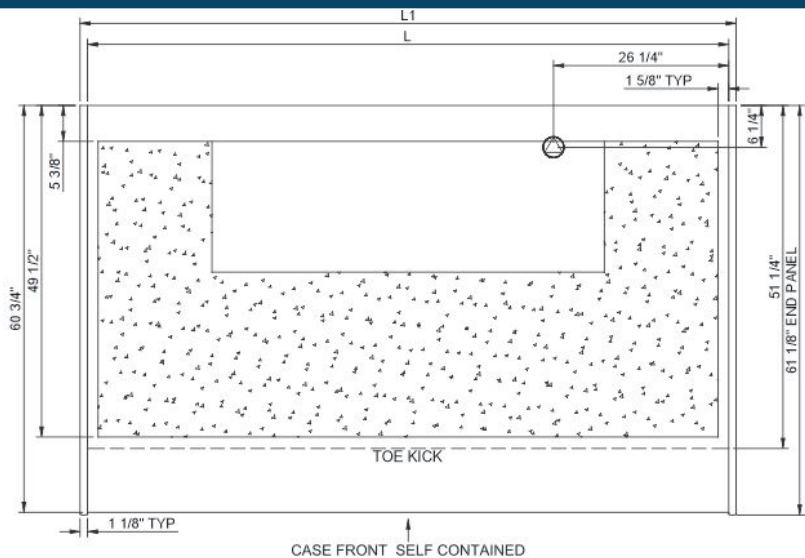 L1
L
26 1/4"
1 5/8" TYP
6 1/4"
5 3/8"
49 1/2"
60 3/4"
51 1/4"
61 1/8" END PANEL
TOE KICK
1 1/8" TYP
CASE FRONT SELF CONTAINED